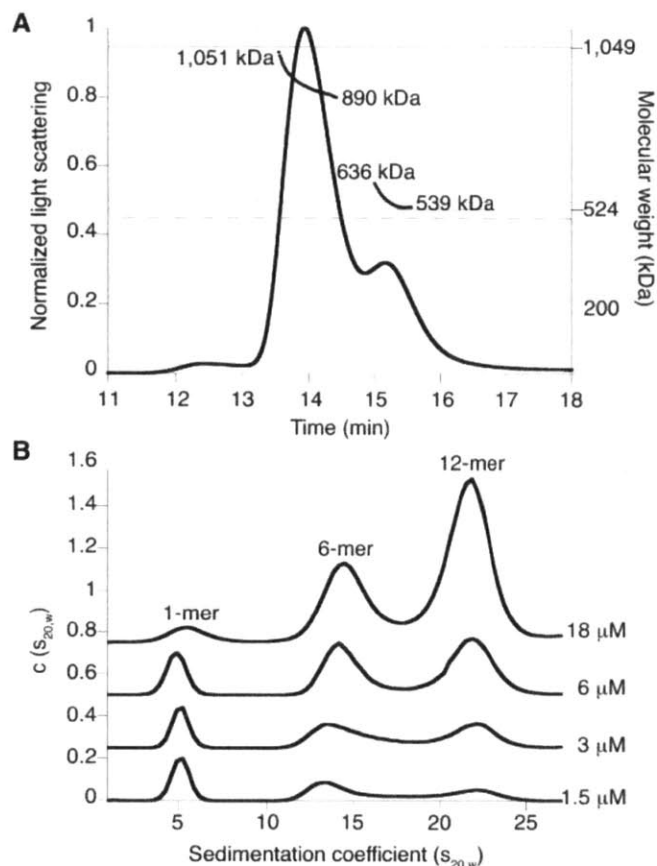 A
Normalized light scattering
1
0.8
0.6
0.4
0.2
0
1,051 kDa
890 kDa
636 kDa
539 kDa
1,049
524
200
Molecular weight (kDa)
11 12 13 14 15 16 17 18
Time (min)
B
c (s20,w)
1.6
1.4
1.2
1
0.8
0.6
0.4
0.2
0
1-mer
6-mer
12-mer
18 μM
6 μM
3 μM
1.5 μM
5 10 15 20 25
Sedimentation coefficient (s20,w)